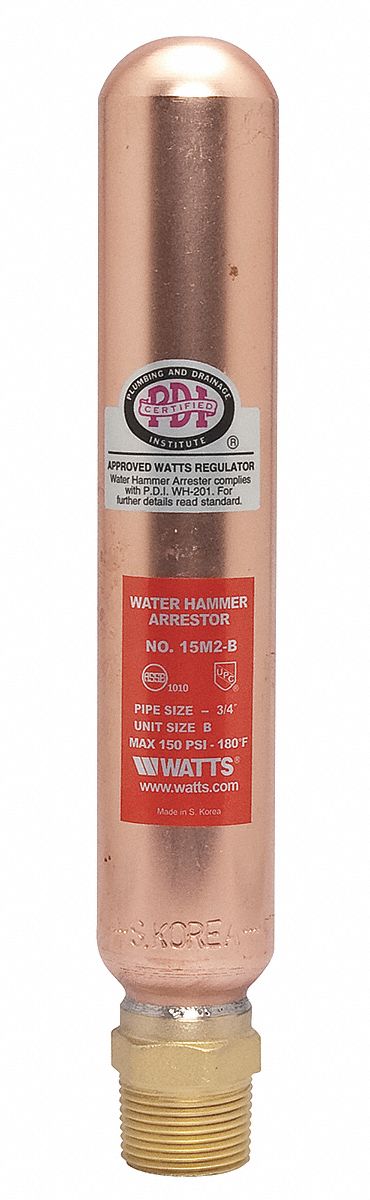 PLUMBING AND DRAINAGE
PDI
CERTIFIED
INSTITUTE ®
APPROVED WATTS REGULATOR
Water Hammer Arrester complies
with P.D.I. WH-201. For
further details read standard.
WATER HAMMER
ARRESTOR
NO. 15M2-B
ASSE 1010 UPC ®
PIPE SIZE – 3/4"
UNIT SIZE B
MAX 150 PSI - 180°F
WATTS®
www.watts.com
Made in S. Korea
S.KOREA